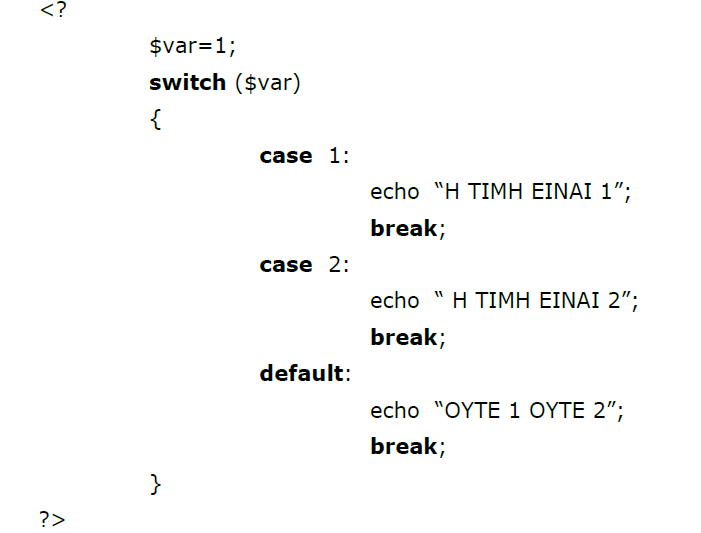 <?
$var=1;
switch ($var)
{
case 1:
echo “H TIMH EINAI 1”;
break;
case 2:
echo “ H TIMH EINAI 2”;
break;
default:
echo “OYTE 1 OYTE 2”;
break;
}
?>